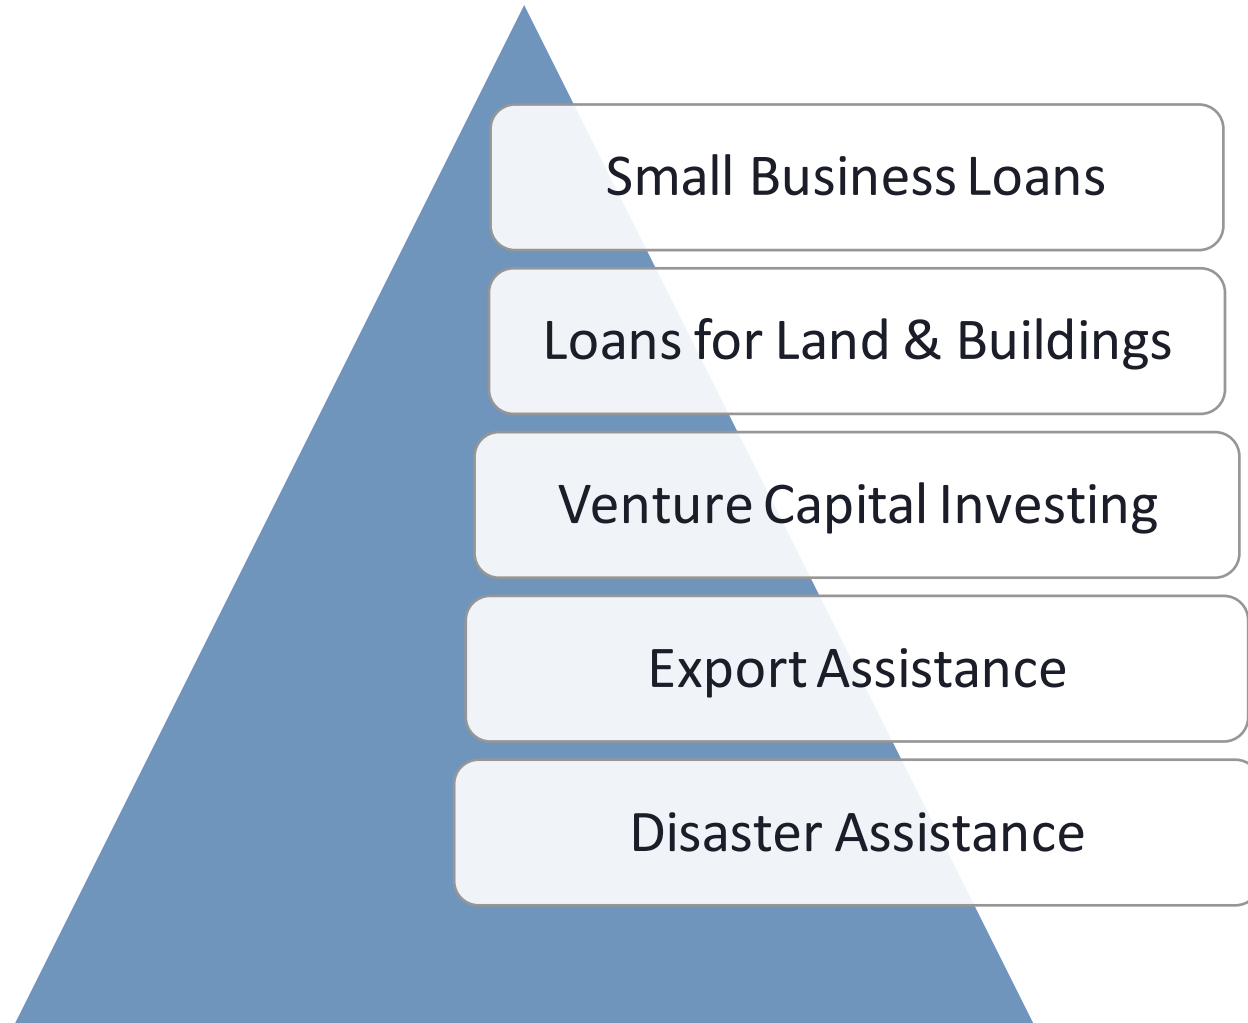 Small Business Loans
Loans for Land & Buildings
Venture Capital Investing
Export Assistance
Disaster Assistance